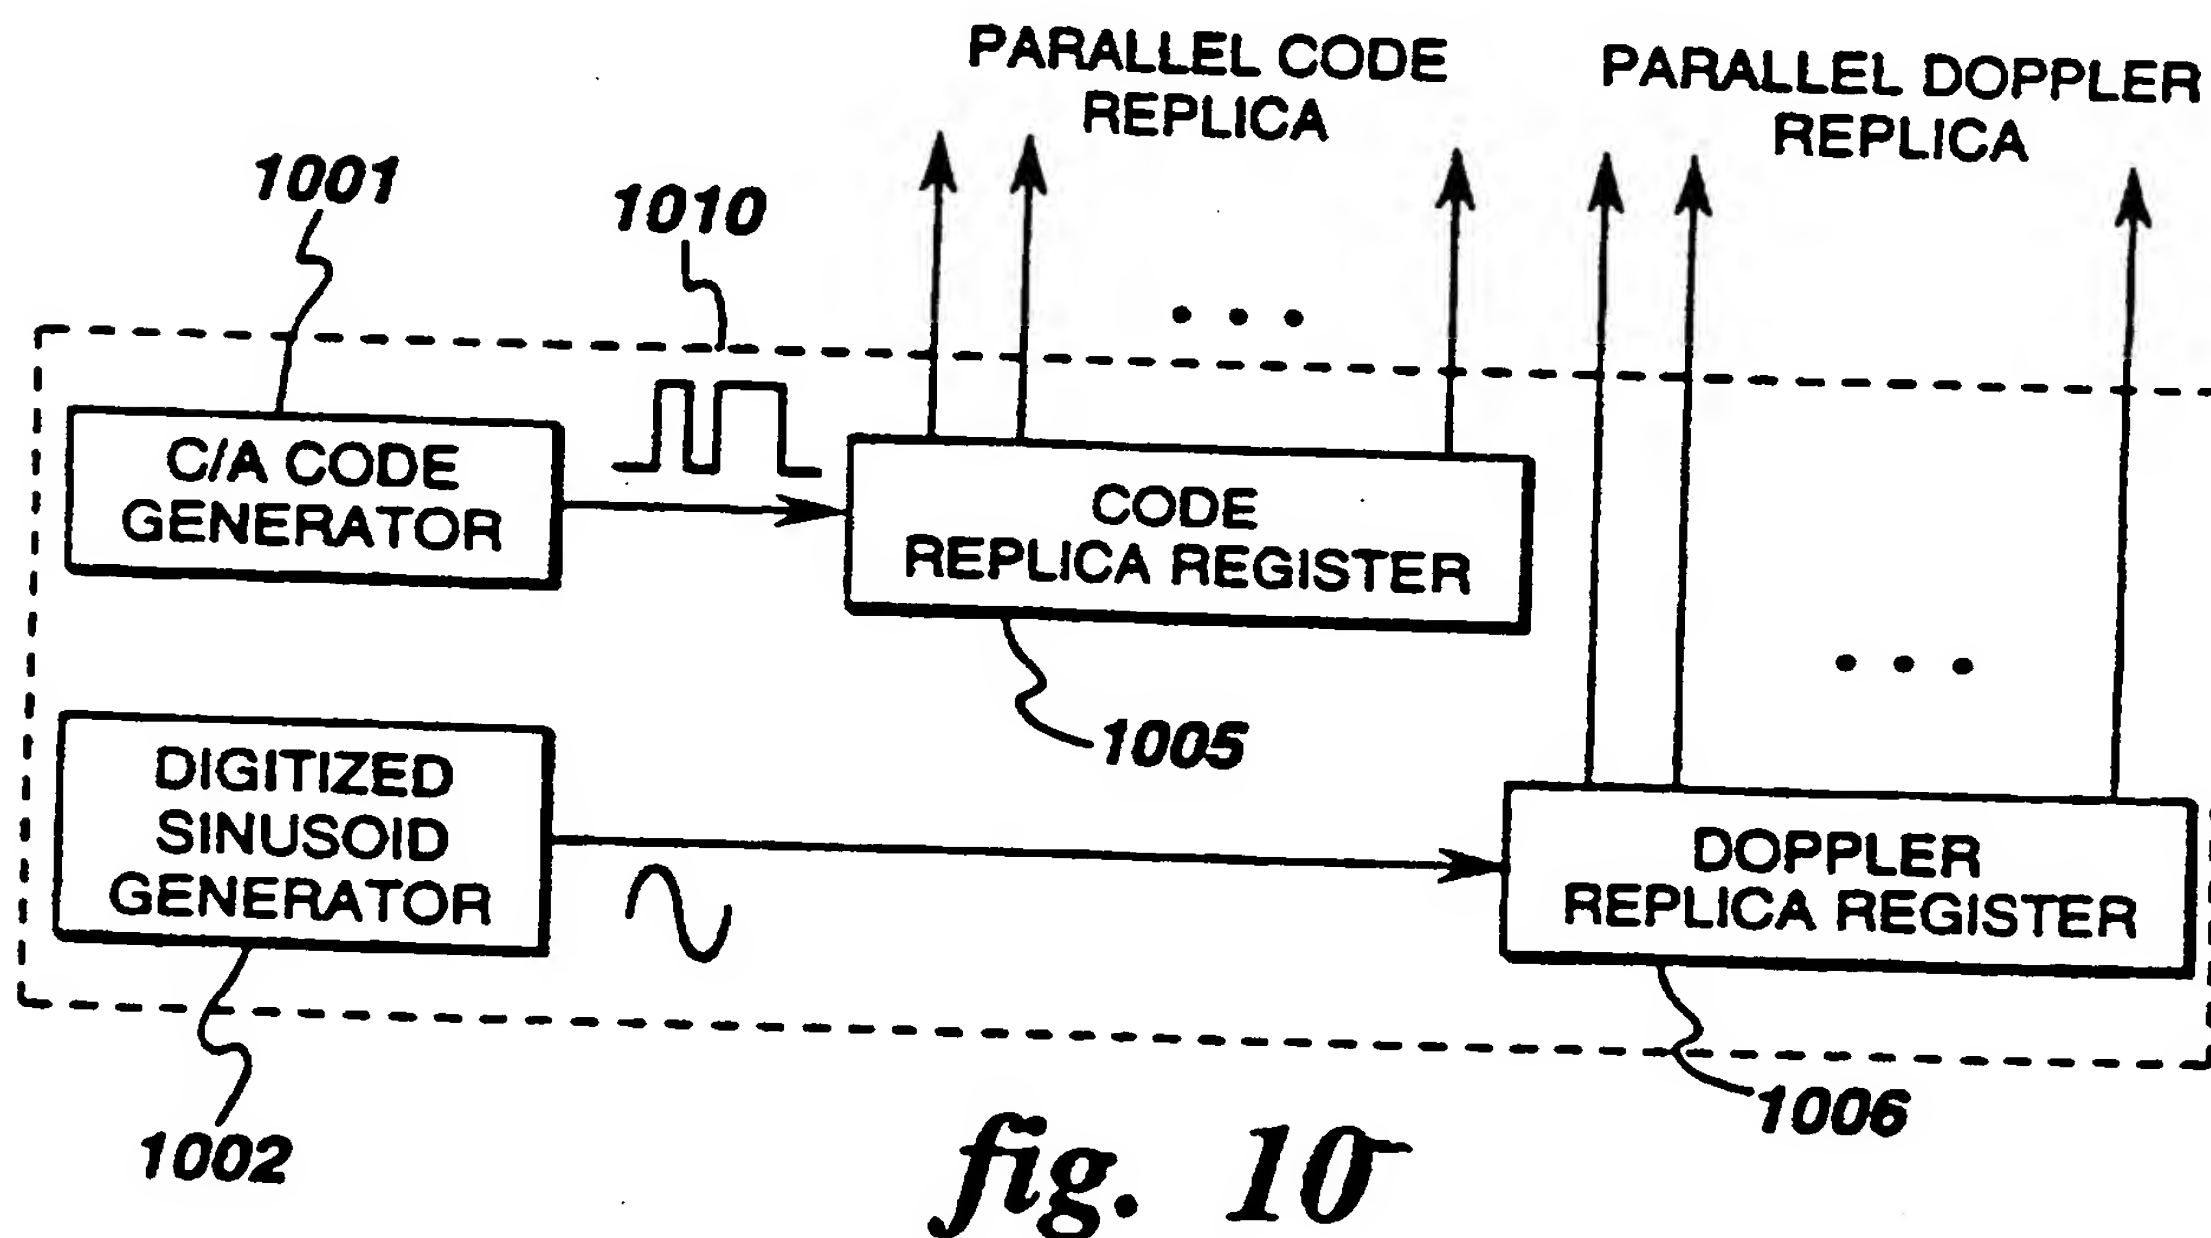 PARALLEL CODE
REPLICA
PARALLEL DOPPLER
REPLICA
1001
1010
C/A CODE
GENERATOR
CODE
REPLICA REGISTER
1005
DIGITIZED
SINUSOID
GENERATOR
DOPPLER
REPLICA REGISTER
1002
1006
fig. 10